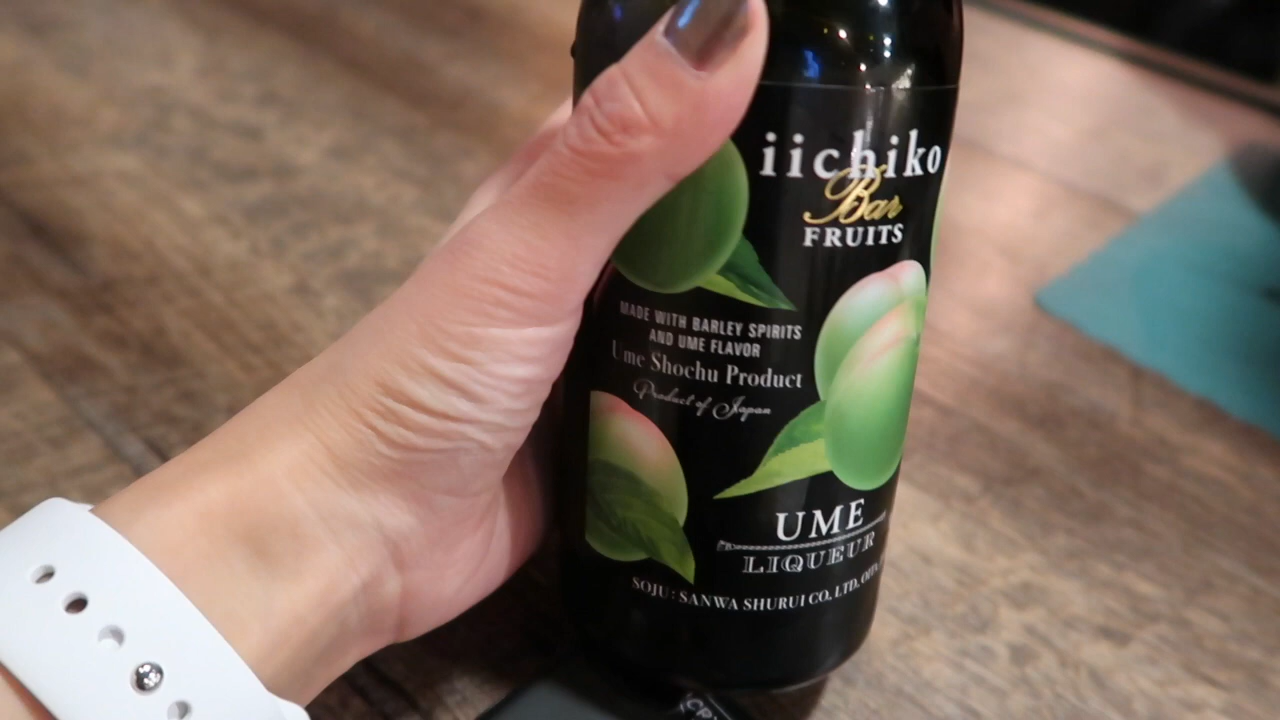 iichiko
Bar
FRUITS
MADE WITH BARLEY SPIRITS
AND UME FLAVOR
Ume Shochu Product
Product of Japan
UME
LIQUEUR
SOJU: SANWA SHURUI CO., LTD.